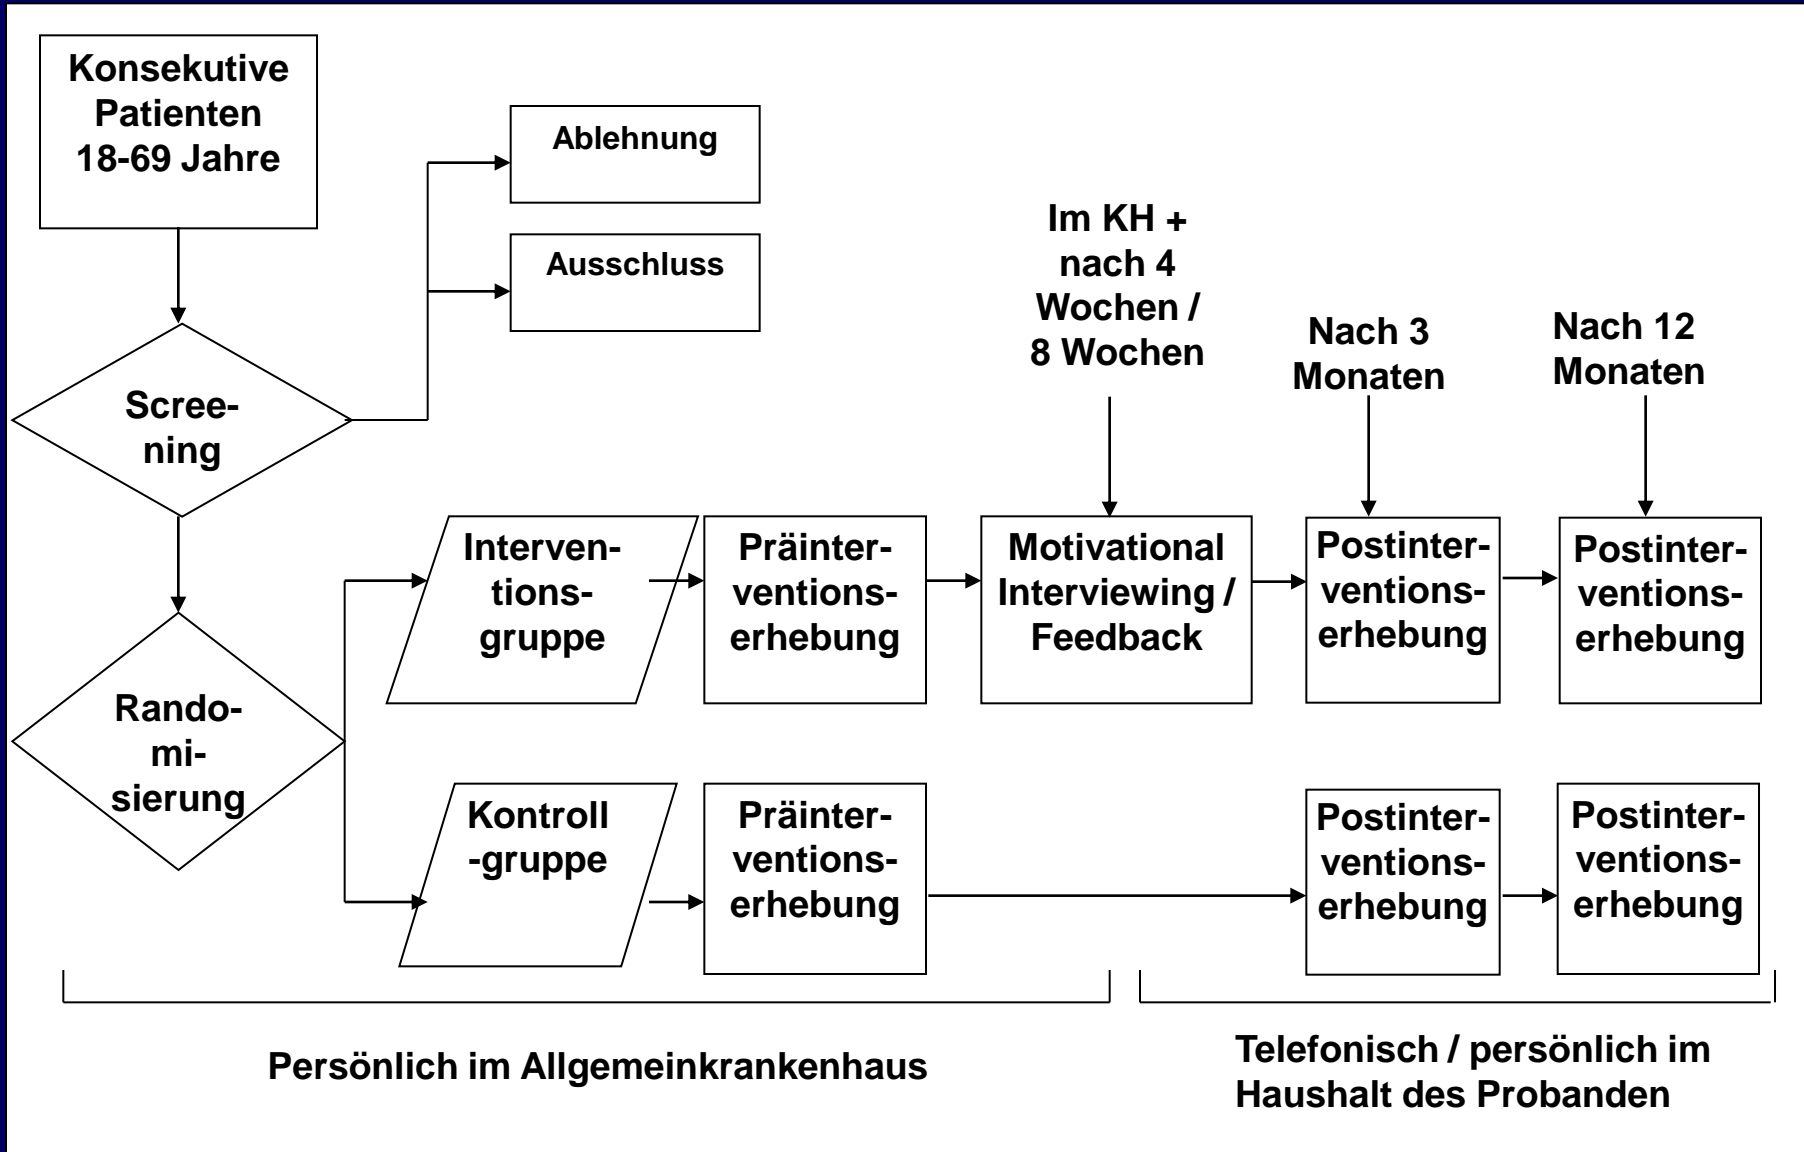 Konsekutive
Patienten
18-69 Jahre
Ablehnung
Ausschluss
Im KH +
nach 4
Wochen /
8 Wochen
Nach 3
Monaten
Nach 12
Monaten
Scree-
ning
Interven-
tions-
gruppe
Präinter-
ventions-
erhebung
Motivational
Interviewing /
Feedback
Postinter-
ventions-
erhebung
Postinter-
ventions-
erhebung
Rando-
mi-
sierung
Kontroll
-gruppe
Präinter-
ventions-
erhebung
Postinter-
ventions-
erhebung
Postinter-
ventions-
erhebung
Persönlich im Allgemeinkrankenhaus
Telefonisch / persönlich im
Haushalt des Probanden